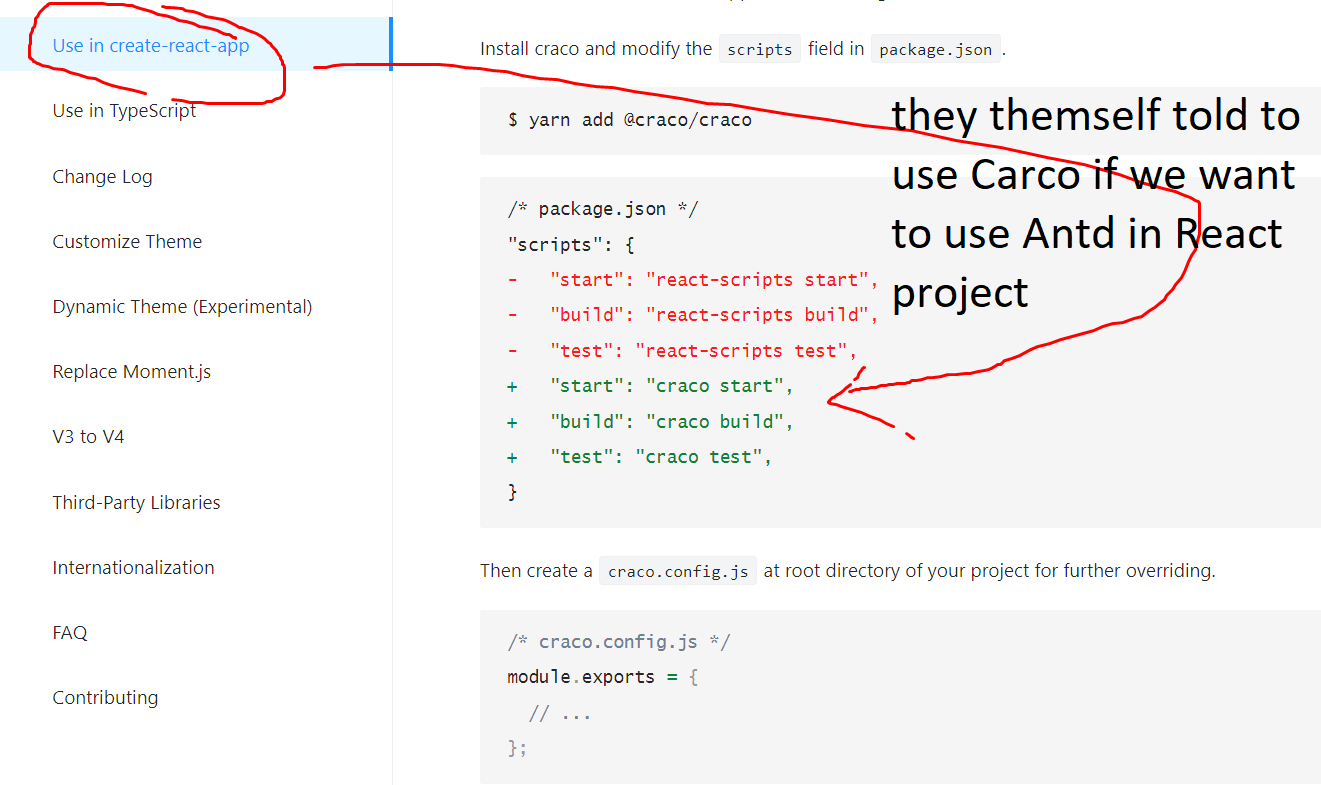 Use in create-react-app
Use in TypeScript
Change Log
Customize Theme
Dynamic Theme (Experimental)
Replace Moment.js
V3 to V4
Third-Party Libraries
Internationalization
FAQ
Contributing
Install craco and modify the scripts field in package.json .
$ yarn add @craco/craco
/* package.json */
"scripts": {
-   "start": "react-scripts start",
-   "build": "react-scripts build",
-   "test": "react-scripts test",
+   "start": "craco start",
+   "build": "craco build",
+   "test": "craco test",
}
they themself told to
use Carco if we want
to use Antd in React
project
Then create a craco.config.js at root directory of your project for further overriding.
/* craco.config.js */
module.exports = {
  // ...
};